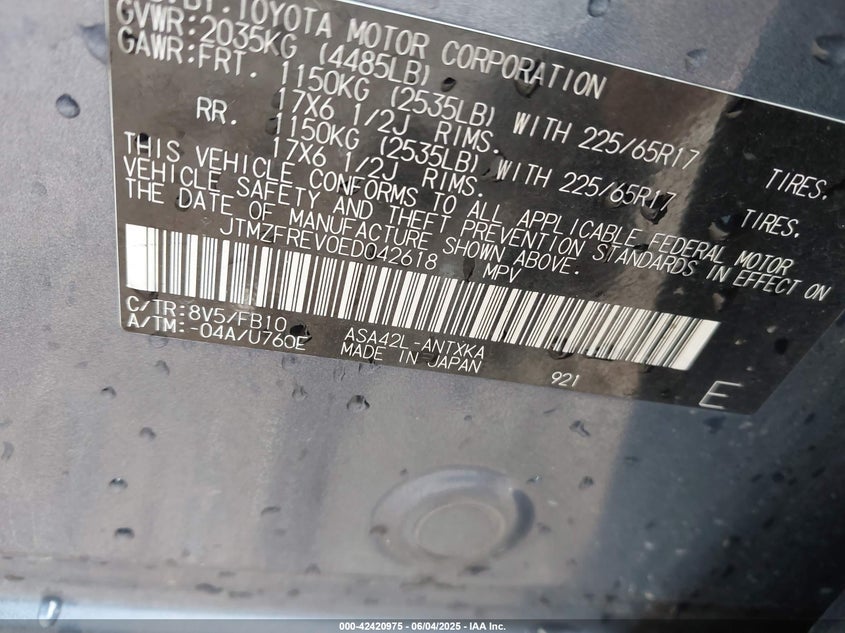 BY:TOYOTA MOTOR CORPORATION
GVWR:2035KG (4485LB)
GAWR:FRT. 1150KG (2535LB) WITH 225/65R17 TIRES.
17X6 1/2J RIMS.
RR. 1150KG (2535LB) WITH 225/65R17 TIRES.
17X6 1/2J RIMS.
THIS VEHICLE CONFORMS TO ALL APPLICABLE FEDERAL MOTOR
VEHICLE SAFETY AND THEFT PREVENTION STANDARDS IN EFFECT ON
THE DATE OF MANUFACTURE SHOWN ABOVE.
JTMZFREV0ED042618 MPV
C/TR:8V5/FB10 ASA42L-ANTXKA
A/TM:-04A/U760E MADE IN JAPAN
921 E
000-42420975 - 06/04/2025 - IAA Inc.